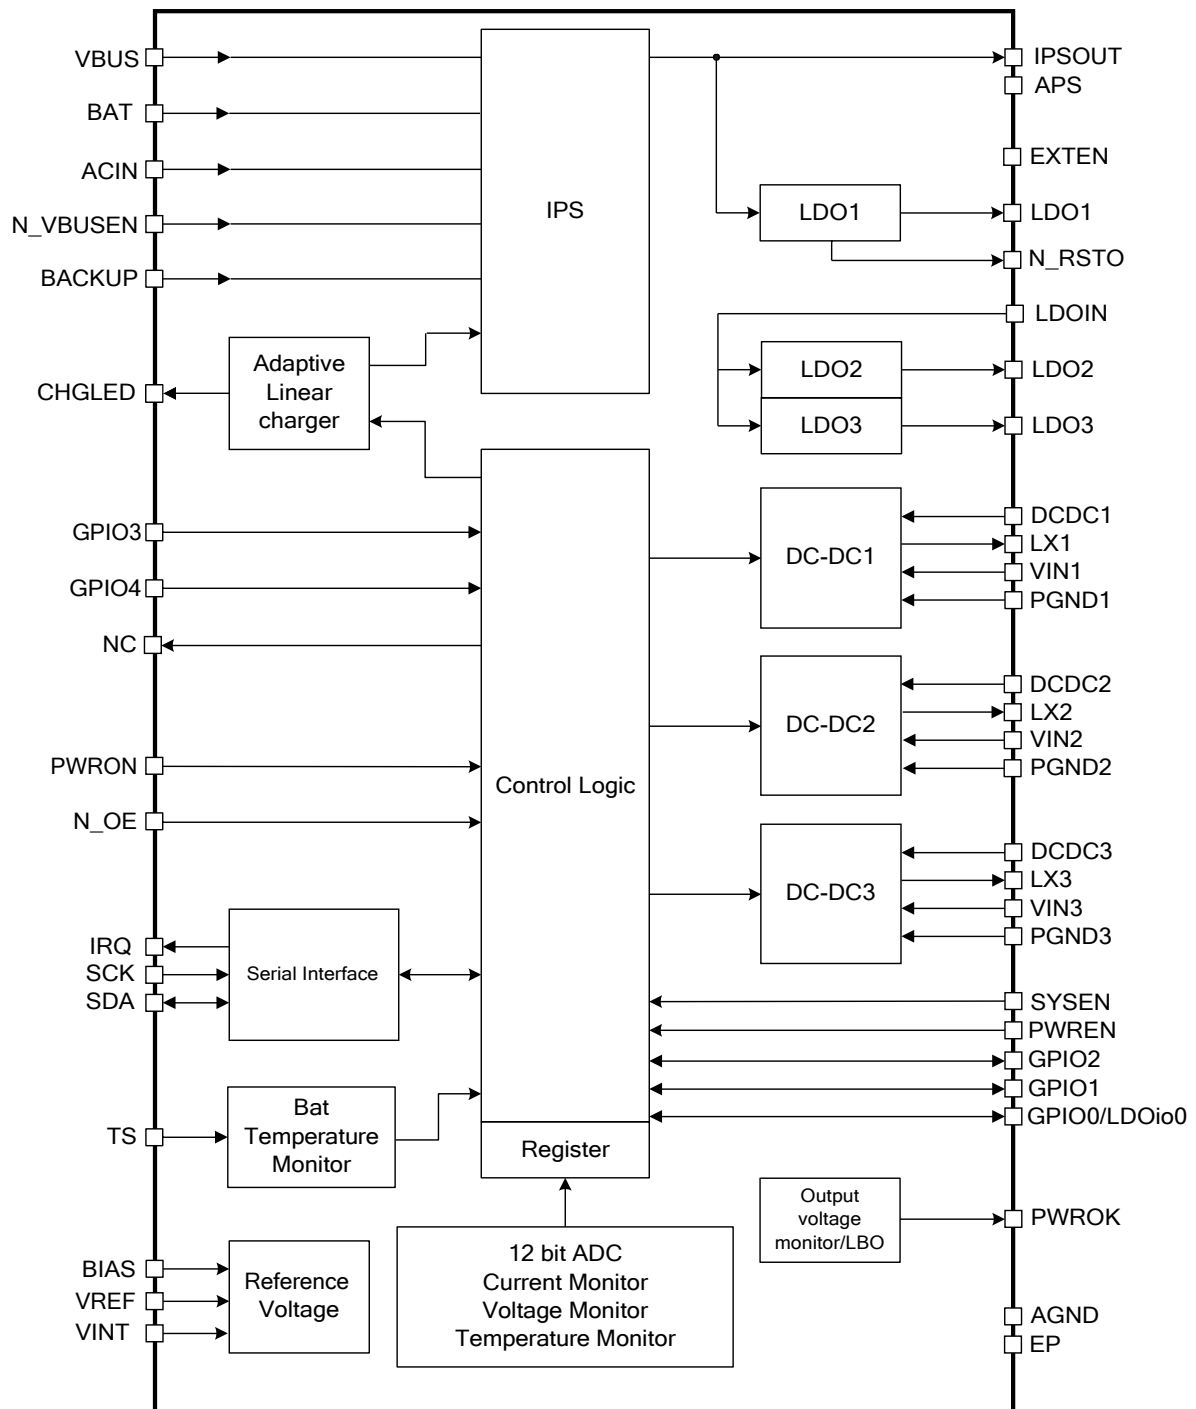 VBUS
BAT
ACIN
N_VBUSEN
BACKUP
CHGLED
GPIO3
GPIO4
NC
PWRON
N_OE
IRQ
SCK
SDA
TS
BIAS
VREF
VINT
Adaptive
Linear
charger
Serial Interface
Bat
Temperature
Monitor
Reference
Voltage
IPS
Control Logic
Register
12 bit ADC
Current Monitor
Voltage Monitor
Temperature Monitor
LDO1
LDO2
LDO3
DC-DC1
DC-DC2
DC-DC3
Output
voltage
monitor/LBO
IPSOUT
APS
EXTEN
LDO1
N_RSTO
LDOIN
LDO2
LDO3
DCDC1
LX1
VIN1
PGND1
DCDC2
LX2
VIN2
PGND2
DCDC3
LX3
VIN3
PGND3
SYSEN
PWREN
GPIO2
GPIO1
GPIO0/LDOio0
PWROK
AGND
EP